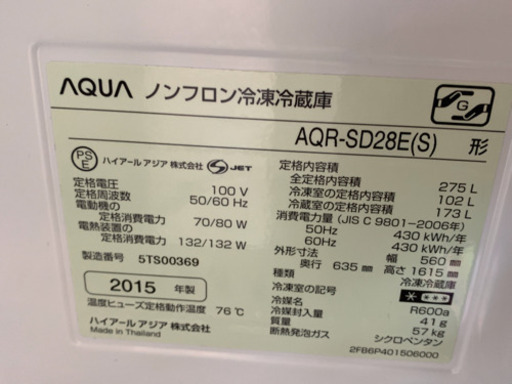 AQUA ノンフロン冷凍冷蔵庫
G
AQR-SD28E(S) 形
PSE ハイアールアジア株式会社 S JET
定格電圧 100 V
定格周波数 50/60 Hz
電動機の
定格消費電力 70/80 W
電熱装置の
定格消費電力 132/132 W
製造番号 5TS00369
2015 年製
温度ヒューズ定格動作温度 76℃
ハイアール アジア 株式会社
Made in Thailand
定格内容積
全定格内容積 275 L
冷凍室の定格内容積 102 L
冷蔵室の定格内容積 173 L
消費電力量 (JIS C 9801-2006年)
50Hz 430 kWh/年
60Hz 430 kWh/年
外形寸法 幅 560 mm
奥行 635 mm 高さ 1615 mm
種類 冷凍冷蔵庫
冷凍室の記号
冷媒名 R600a
冷媒封入量 41 g
質量 57 kg
断熱発泡ガス シクロペンタン
2FB6P401506000